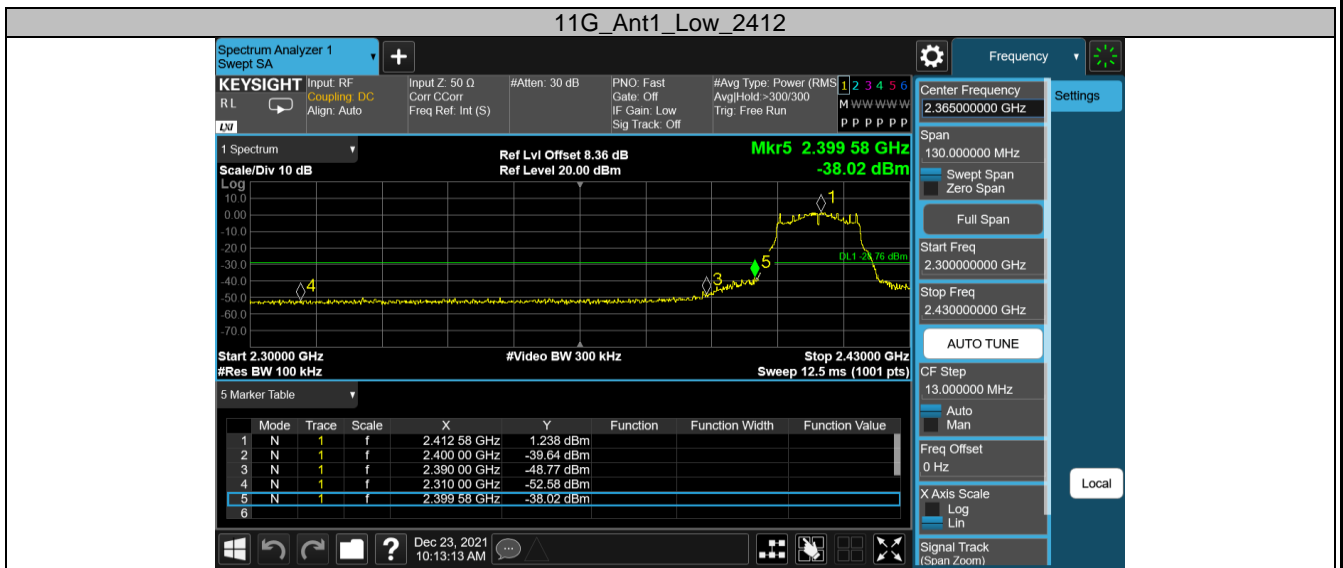 11G_Ant1_Low_2412
Spectrum Analyzer 1
Swept SA
+
Frequency
KEYSIGHT
RL
LXI
Input: RF
Coupling: DC
Align: Auto
Input Z: 50 Ω
Corr CCorr
Freq Ref: Int (S)
#Atten: 30 dB
PNO: Fast
Gate: Off
IF Gain: Low
Sig Track: Off
#Avg Type: Power (RMS
Avg|Hold:>300/300
Trig: Free Run
1 2 3 4 5 6
M W W W W W
P P P P P P
1 Spectrum
Scale/Div 10 dB
Ref Lvl Offset 8.36 dB
Ref Level 20.00 dBm
Mkr5 2.399 58 GHz
-38.02 dBm
Log
10.0
0.00
-10.0
-20.0
-30.0
-40.0
-50.0
-60.0
-70.0
1
DL1 -28.76 dBm
5
3
4
Start 2.30000 GHz
#Video BW 300 kHz
Stop 2.43000 GHz
#Res BW 100 kHz
Sweep 12.5 ms (1001 pts)
5 Marker Table
Mode Trace Scale X Y Function Function Width Function Value
1 N 1 f 2.412 58 GHz 1.238 dBm
2 N 1 f 2.400 00 GHz -39.64 dBm
3 N 1 f 2.390 00 GHz -48.77 dBm
4 N 1 f 2.310 00 GHz -52.58 dBm
5 N 1 f 2.399 58 GHz -38.02 dBm
6
Center Frequency
2.365000000 GHz
Settings
Span
130.000000 MHz
Swept Span
Zero Span
Full Span
Start Freq
2.300000000 GHz
Stop Freq
2.430000000 GHz
AUTO TUNE
CF Step
13.000000 MHz
Auto
Man
Freq Offset
0 Hz
X Axis Scale
Log
Lin
Local
Signal Track
(Span Zoom)
?
Dec 23, 2021
10:13:13 AM